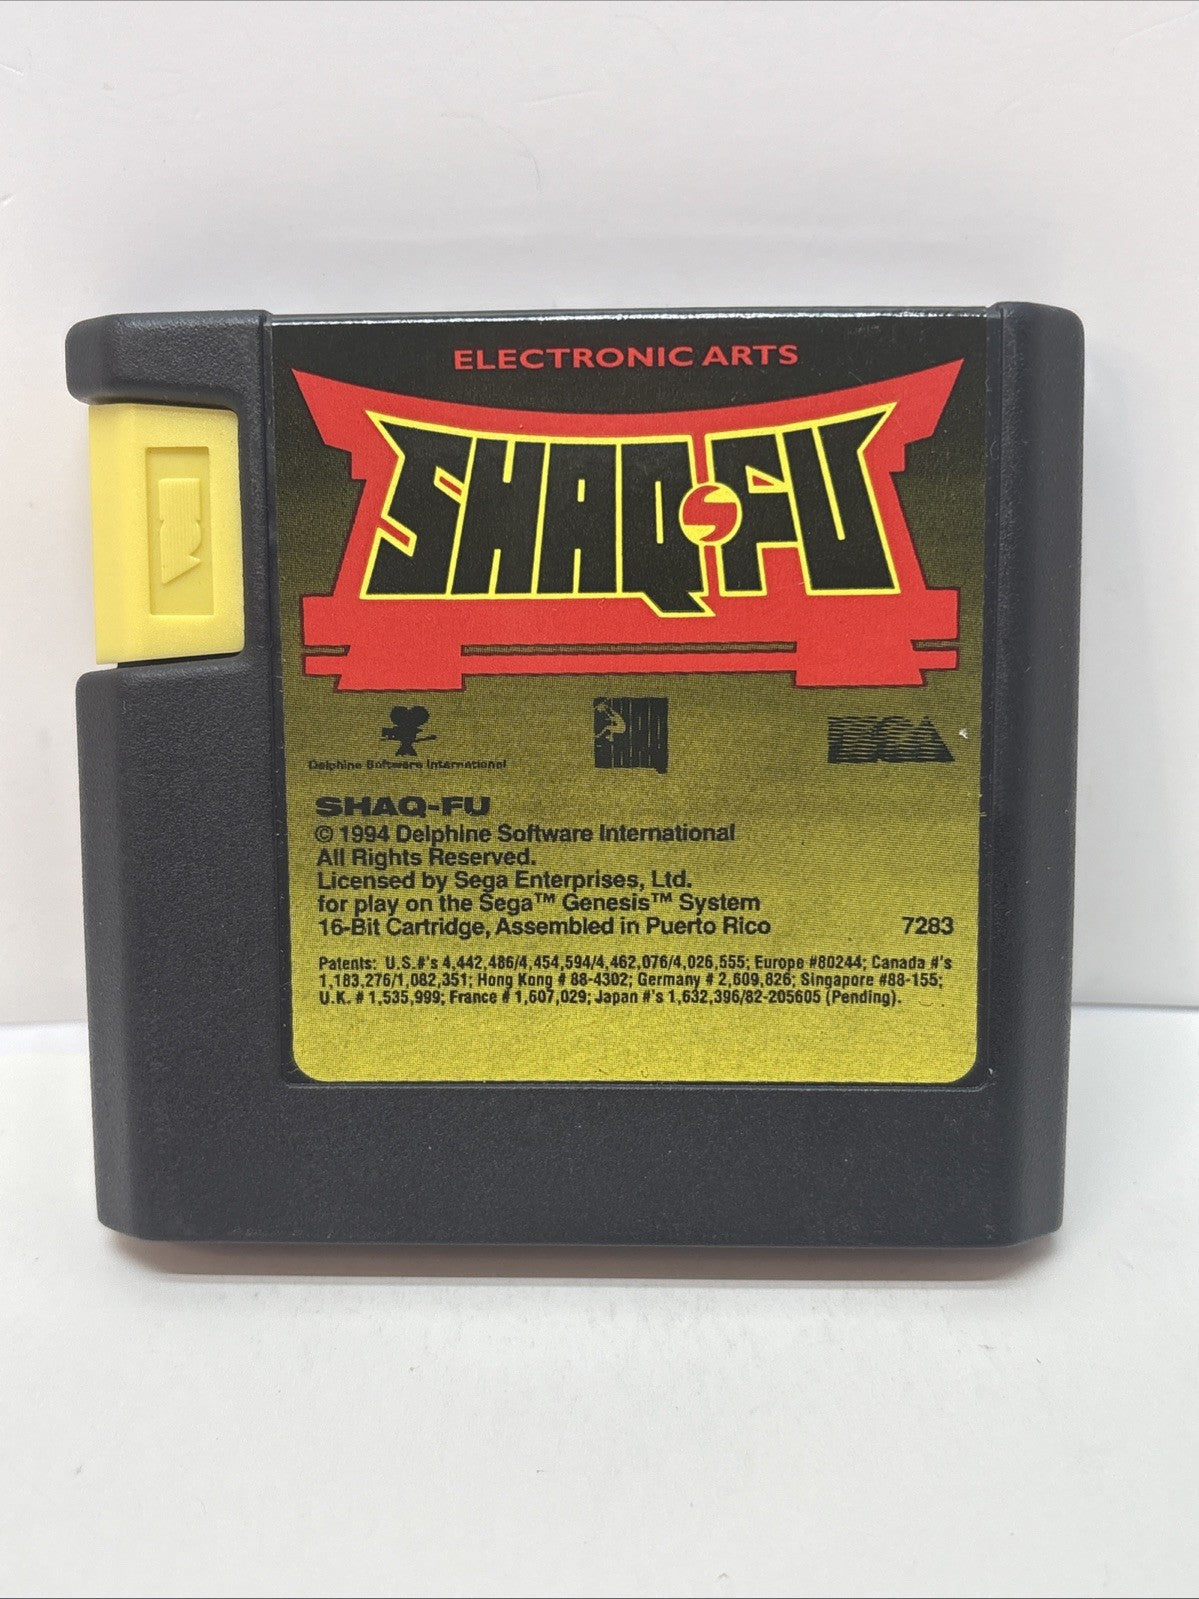 ELECTRONIC ARTS
SHAQ-FU
Delphine Software International
SHAQ
SHAQ-FU
© 1994 Delphine Software International
All Rights Reserved.
Licensed by Sega Enterprises, Ltd.
for play on the Sega™ Genesis™ System
16-Bit Cartridge, Assembled in Puerto Rico 7283
Patents: U.S.#'s 4,442,486/4,454,594/4,462,076/4,026,555; Europe #80244; Canada #'s
1,183,276/1,082,351; Hong Kong # 88-4302; Germany # 2,609,826; Singapore #88-155;
U.K. # 1,535,999; France # 1,607,029; Japan #'s 1,632,396/82-205605 (Pending).